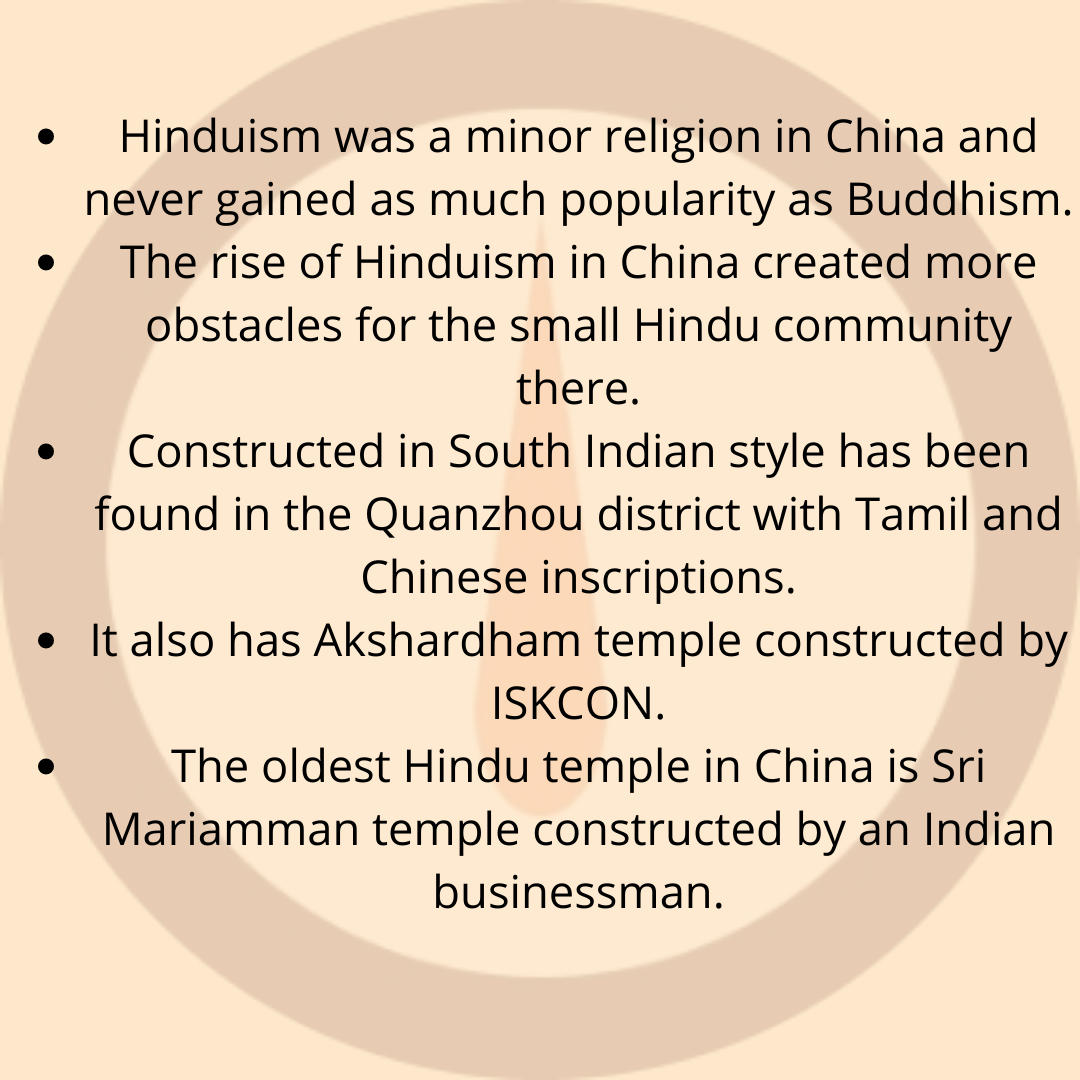 • Hinduism was a minor religion in China and
never gained as much popularity as Buddhism.
• The rise of Hinduism in China created more
obstacles for the small Hindu community
there.
• Constructed in South Indian style has been
found in the Quanzhou district with Tamil and
Chinese inscriptions.
• It also has Akshardham temple constructed by
ISKCON.
• The oldest Hindu temple in China is Sri
Mariamman temple constructed by an Indian
businessman.